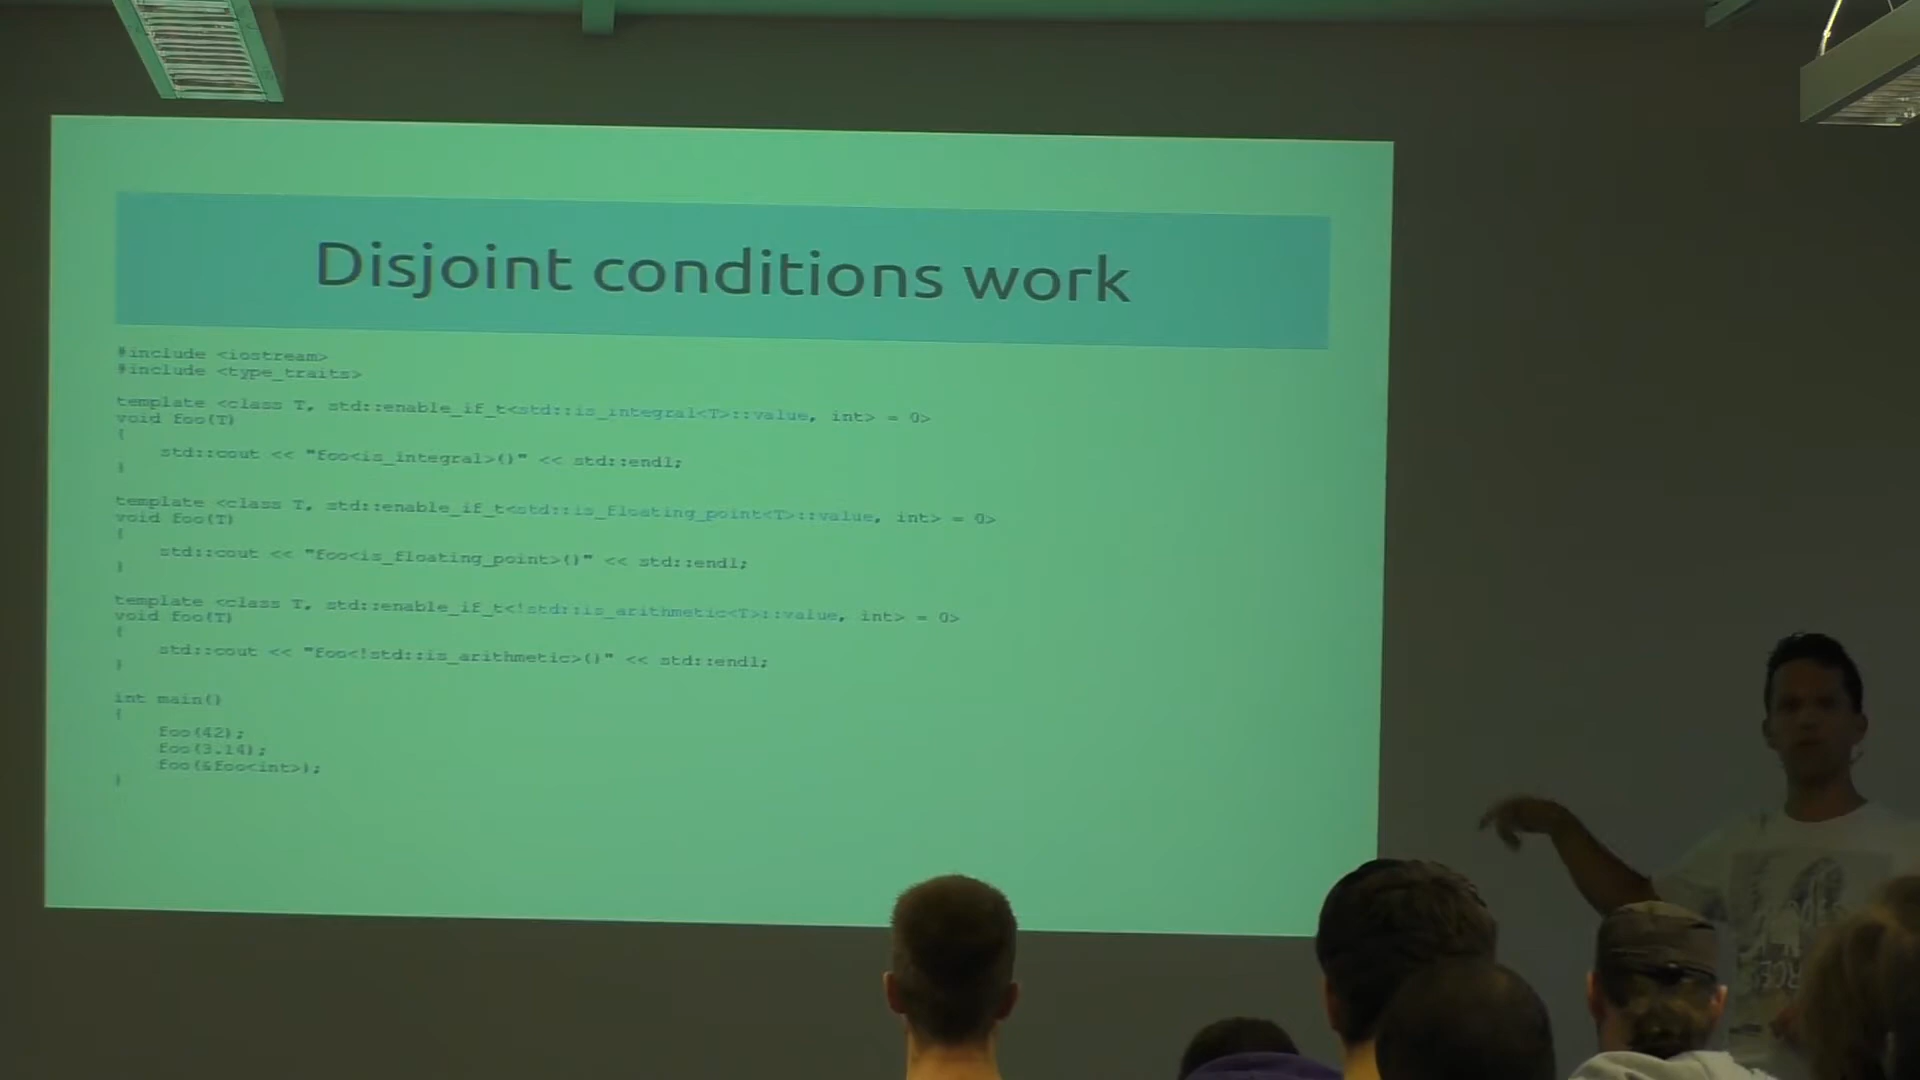 Disjoint conditions work
#include <iostream>
#include <type_traits>
template <class T, std::enable_if_t<std::is_integral<T>::value, int> = 0>
void foo(T)
{
std::cout << "foo<is_integral>()" << std::endl;
}
template <class T, std::enable_if_t<std::is_floating_point<T>::value, int> = 0>
void foo(T)
{
std::cout << "foo<is_floating_point>()" << std::endl;
}
template <class T, std::enable_if_t<!std::is_arithmetic<T>::value, int> = 0>
void foo(T)
{
std::cout << "foo<!std::is_arithmetic>()" << std::endl;
}
int main()
{
foo(42);
foo(3.14);
foo(&foo<int>);
}